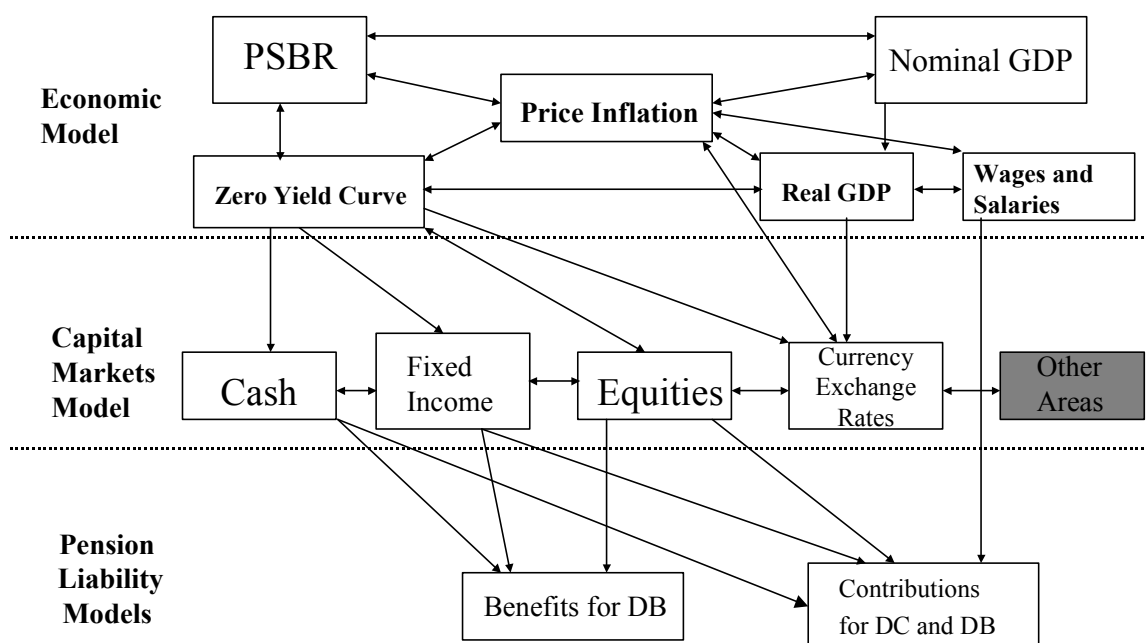 PSBR
Nominal GDP
Economic
Model
Price Inflation
Zero Yield Curve
Real GDP
Wages and
Salaries
Capital
Markets
Model
Cash
Fixed
Income
Equities
Currency
Exchange
Rates
Other
Areas
Pension
Liability
Models
Benefits for DB
Contributions
for DC and DB